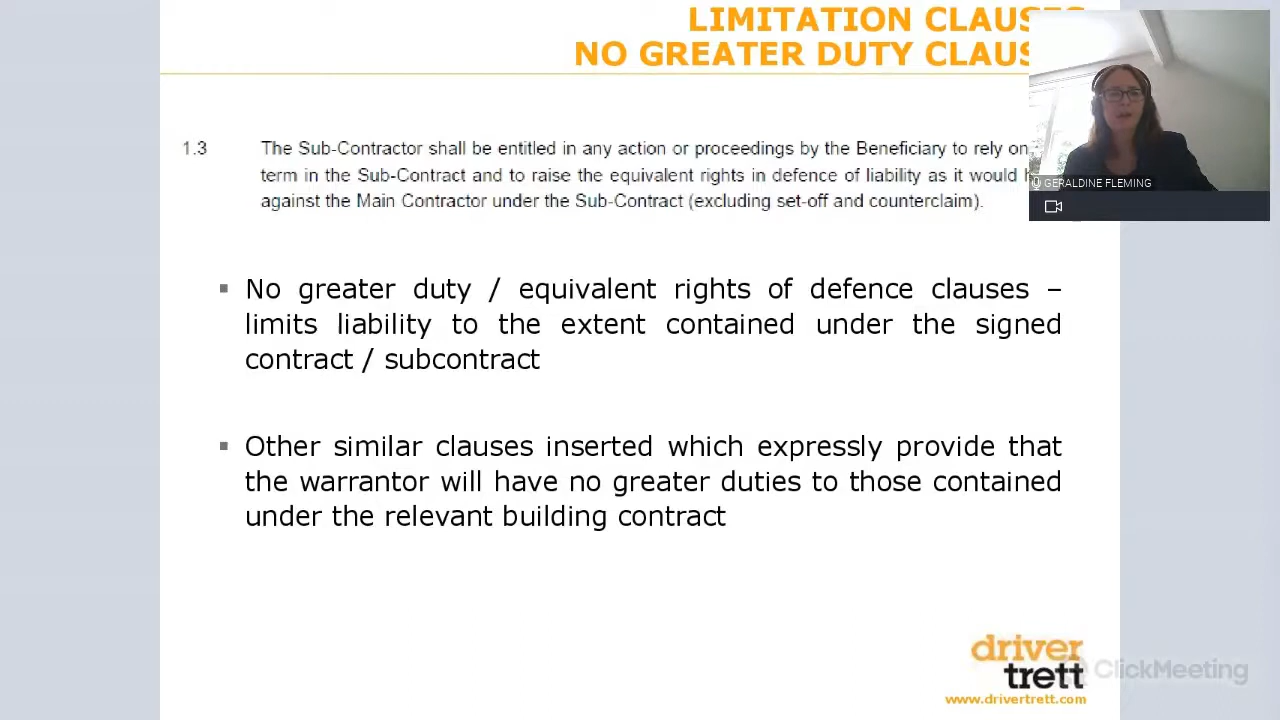 LIMITATION CLAUSES
NO GREATER DUTY CLAUS
1.3 The Sub-Contractor shall be entitled in any action or proceedings by the Beneficiary to rely on
term in the Sub-Contract and to raise the equivalent rights in defence of liability as it would
against the Main Contractor under the Sub-Contract (excluding set-off and counterclaim).
GERALDINE FLEMING
▪ No greater duty / equivalent rights of defence clauses –
limits liability to the extent contained under the signed
contract / subcontract
▪ Other similar clauses inserted which expressly provide that
the warrantor will have no greater duties to those contained
under the relevant building contract
driver
trett
ClickMeeting
www.drivertrett.com